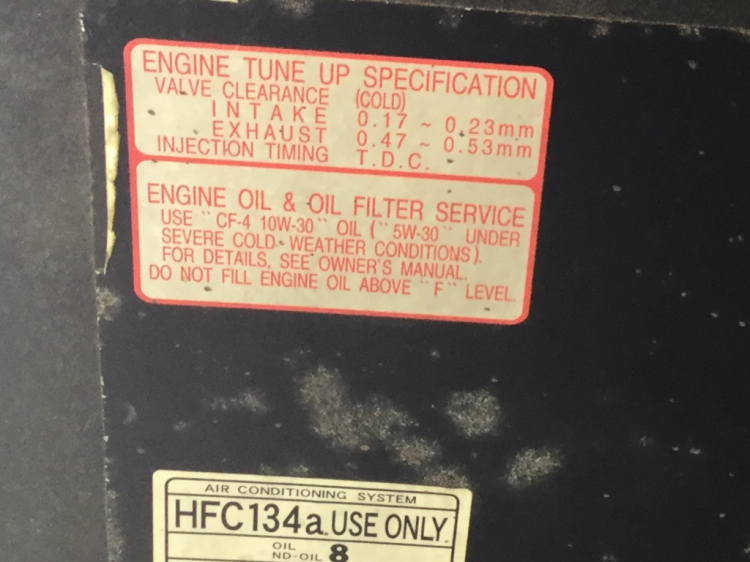 ENGINE TUNE UP SPECIFICATION
VALVE CLEARANCE (COLD)
INTAKE 0.17 ~ 0.23mm
EXHAUST 0.47 ~ 0.53mm
INJECTION TIMING T.D.C.
ENGINE OIL & OIL FILTER SERVICE
USE "CF-4 10W-30" OIL ("5W-30" UNDER
SEVERE COLD WEATHER CONDITIONS).
FOR DETAILS, SEE OWNER'S MANUAL.
DO NOT FILL ENGINE OIL ABOVE "F" LEVEL.
AIR CONDITIONING SYSTEM
HFC134a USE ONLY.
OIL
ND-OIL 8